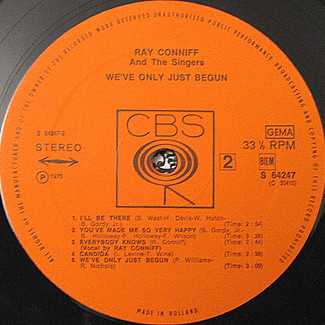 ALL RIGHTS OF THE MANUFACTURER AND OF THE OWNER OF THE RECORDED WORK RESERVED UNAUTHORIZED PUBLIC PERFORMANCE BROADCASTING AND COPYING OF THIS RECORD PROHIBITED
RAY CONNIFF
And The Singers
WE'VE ONLY JUST BEGUN
S 64247-2
STEREO
P 1970
CBS
2
GEMA
33 ⅓ RPM
BIEM
S 64247
(C 30410)
1. I'LL BE THERE (B. West-H. Davis-W. Hutch-
B. Gordy Jr.) (Time: 2:54)
2. YOU'VE MADE ME SO VERY HAPPY (B. Gordy, Jr.-
B. Holloway-P. Holloway-F. Wilson) (Time: 3:26)
3. EVERYBODY KNOWS (R. Conniff) (Time: 2:44)
(Vocal by RAY CONNIFF)
4. CANDIDA (I. Levine-T. Wine) (Time: 2:38)
5. WE'VE ONLY JUST BEGUN (P. Williams-
R. Nichols) (Time: 3:09)
MADE IN HOLLAND